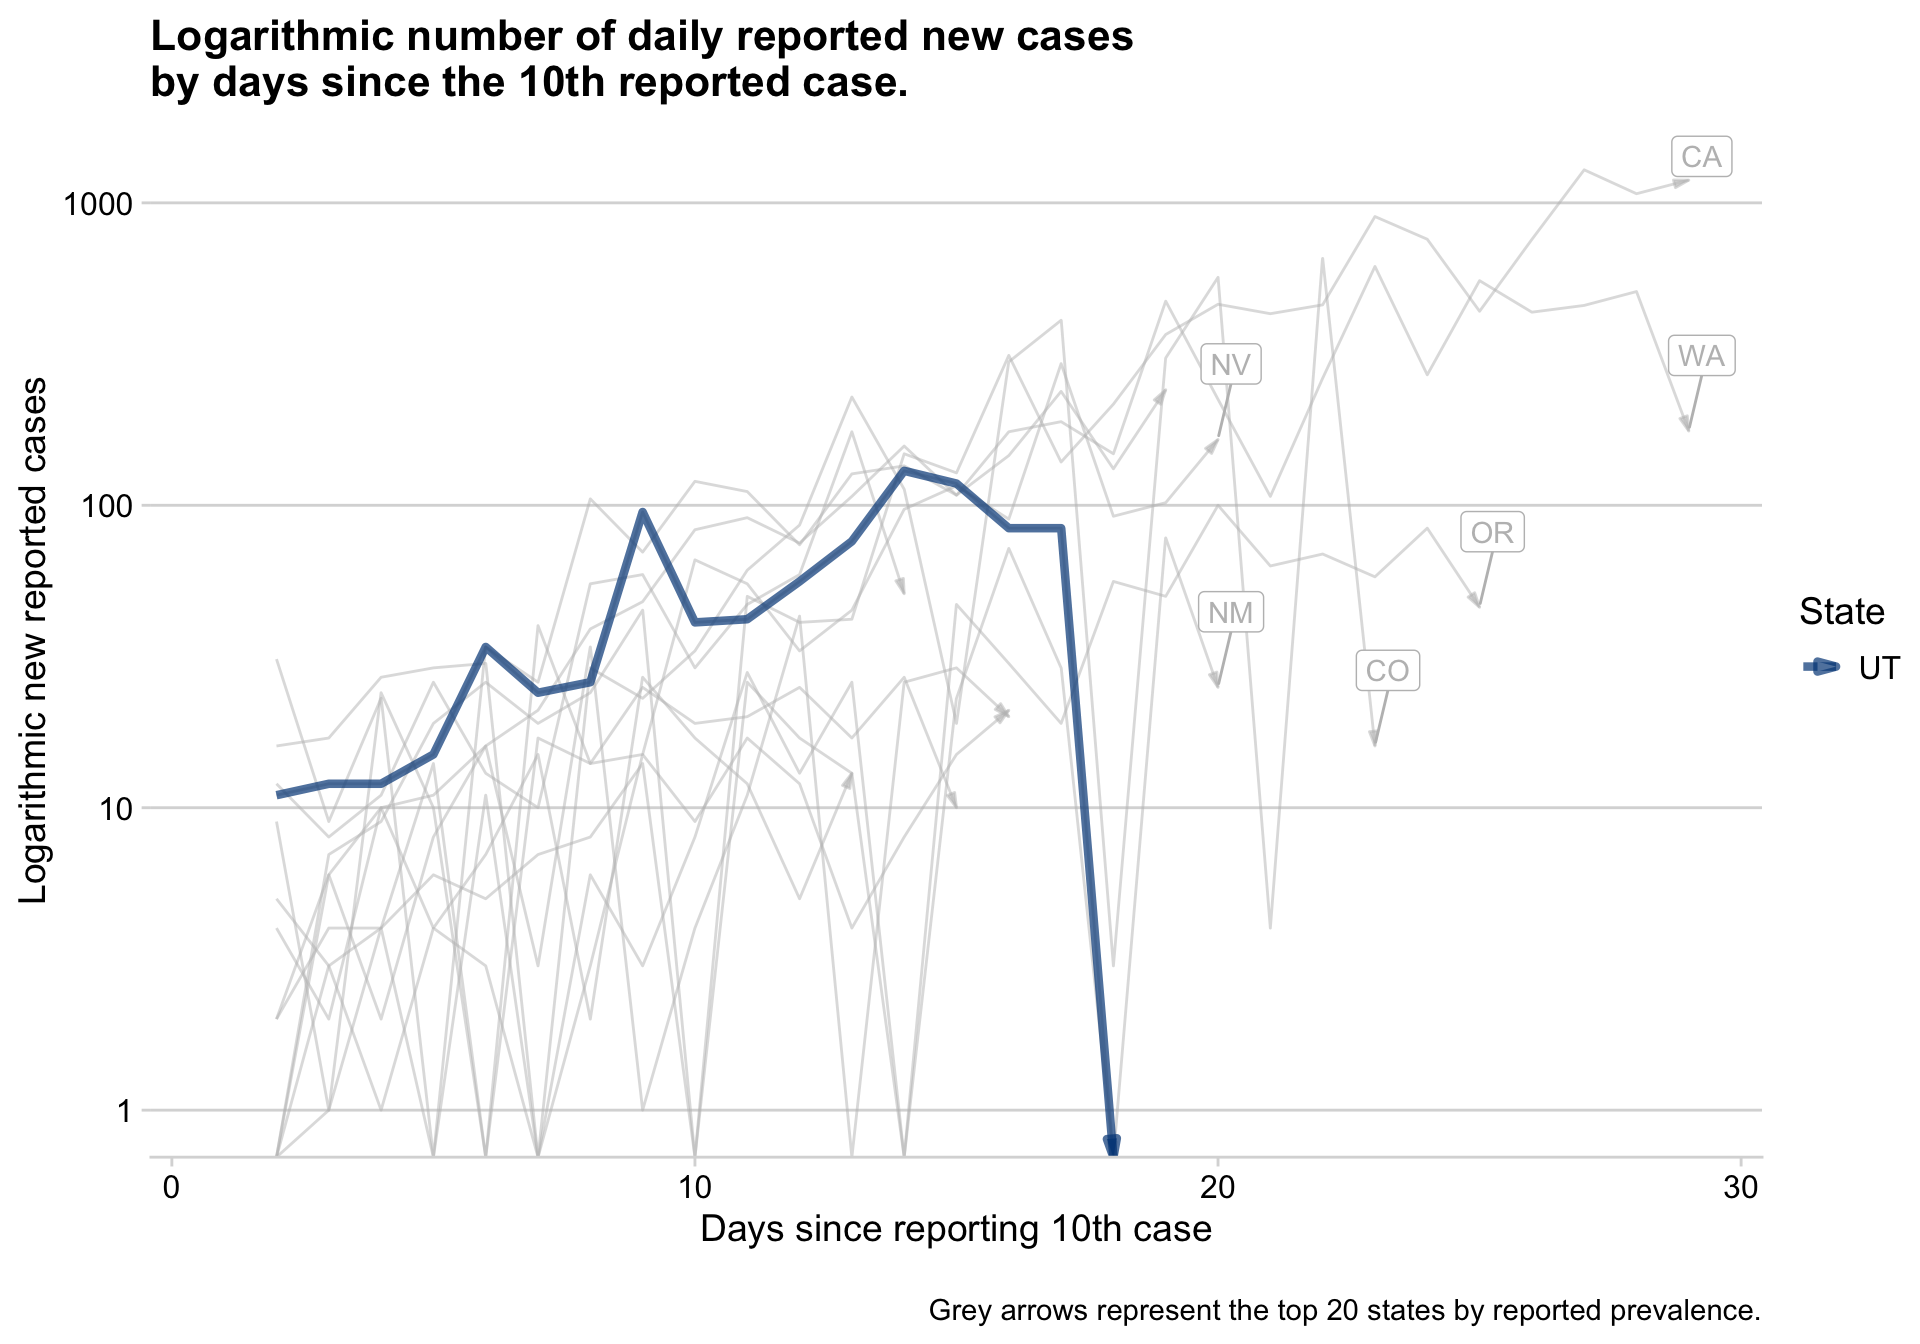 Logarithmic number of daily reported new cases
by days since the 10th reported case.
CA
1000
WA
NV
100
OR
NM
CO
10
1
Logarithmic new reported cases
State
UT
0
10
20
30
Days since reporting 10th case
Grey arrows represent the top 20 states by reported prevalence.